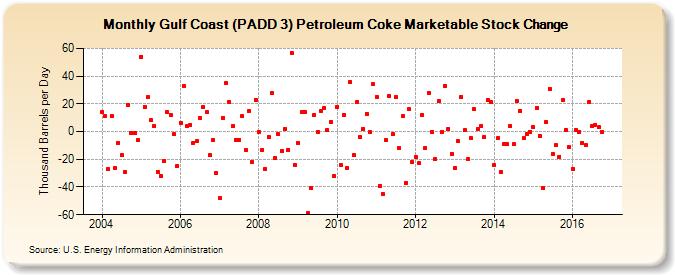 Monthly Gulf Coast (PADD 3) Petroleum Coke Marketable Stock Change
Thousand Barrels per Day
60
40
20
0
-20
-40
-60
2004 2006 2008 2010 2012 2014 2016
Source: U.S. Energy Information Administration